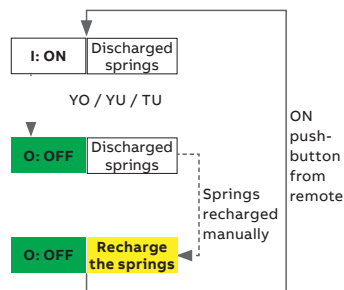 I: ON
Discharged
springs
YO / YU / TU
O: OFF
Discharged
springs
ON
push-
button
from
remote
Springs
recharged
manually
O: OFF
Recharge
the springs